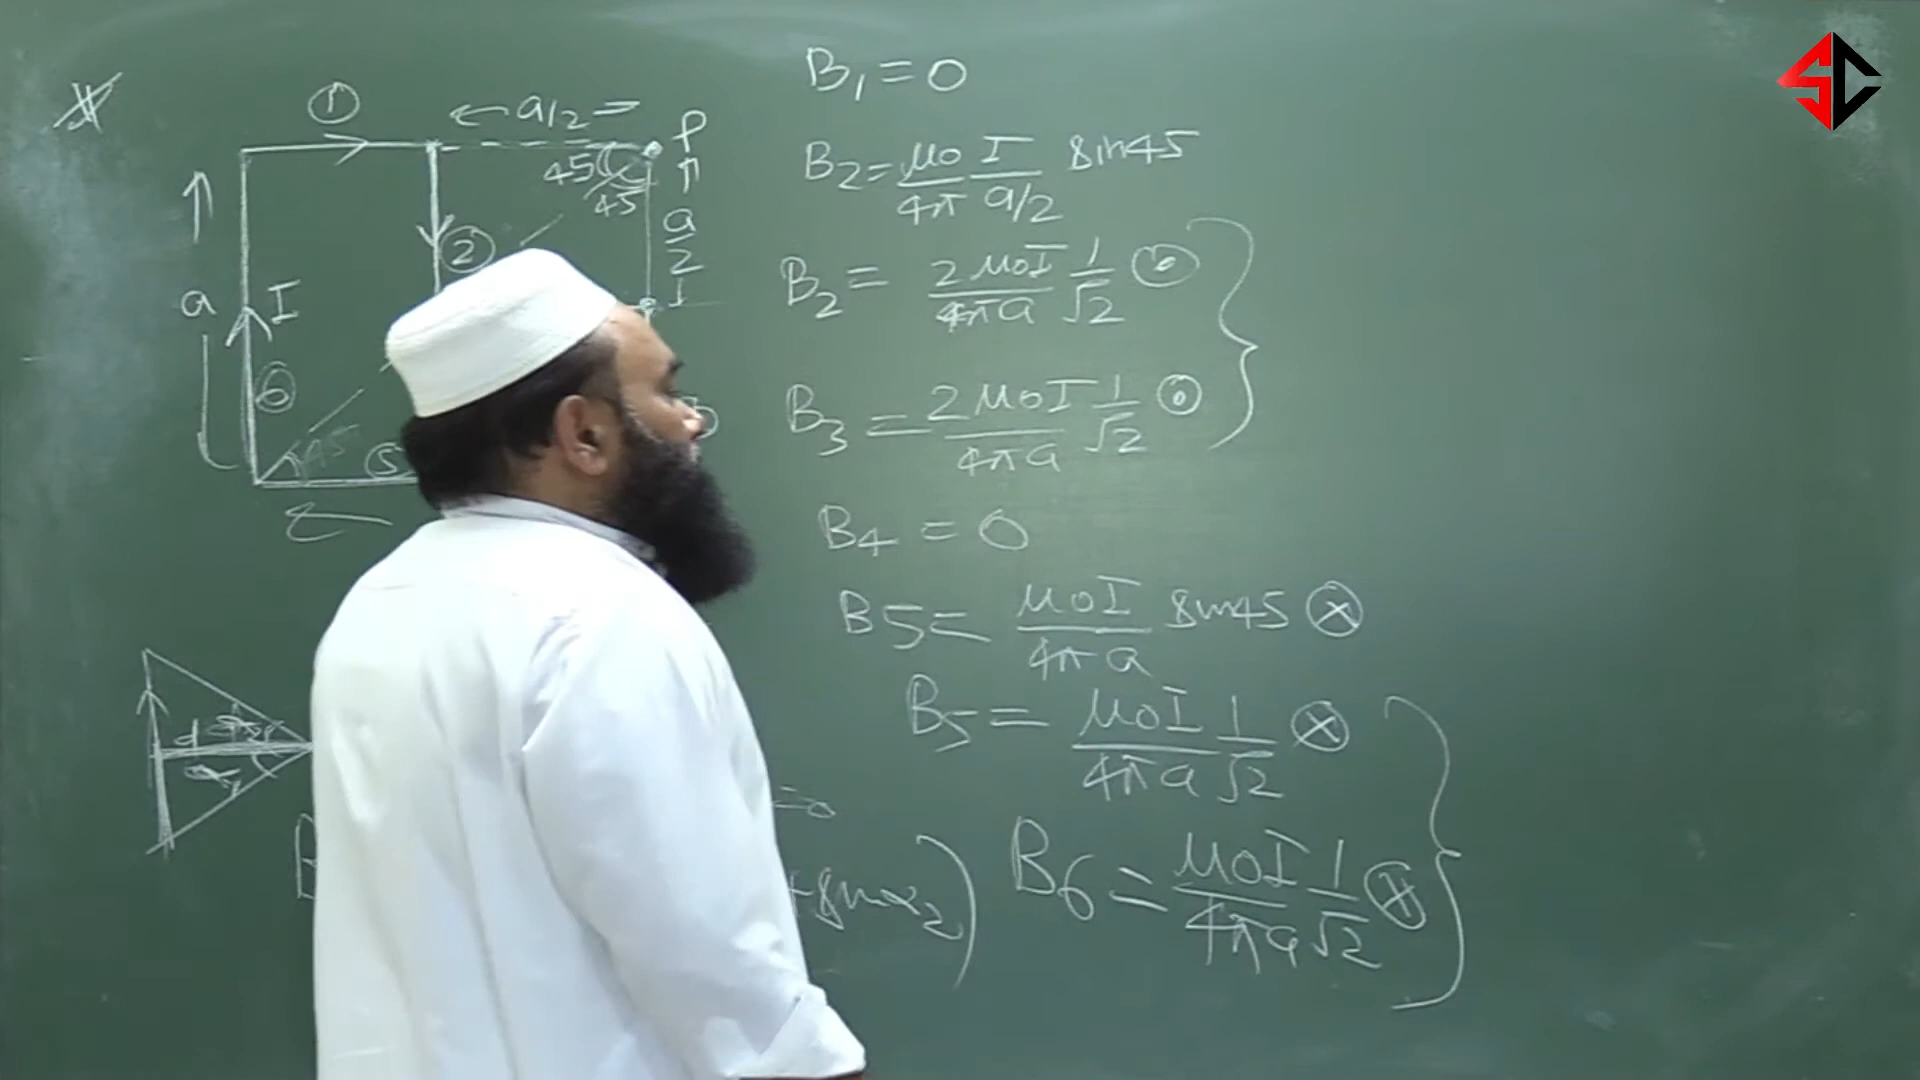 ①
← a/2 →
P
45
45
a/2
②
a
I
⑥
45
⑤
d
B₁ = 0
B₂ = μ₀/4π I/a/2 sin45
B₂ = 2μ₀I/4πa 1/√2 ⊙
B₃ = 2μ₀I/4πa 1/√2 ⊙
B₄ = 0
B5 = μ₀I/4πa sin45 ⊗
B₅ = μ₀I/4πa 1/√2 ⊗
B₆ = μ₀I/4πa 1/√2 ⊗
+ sinα₂)
SC